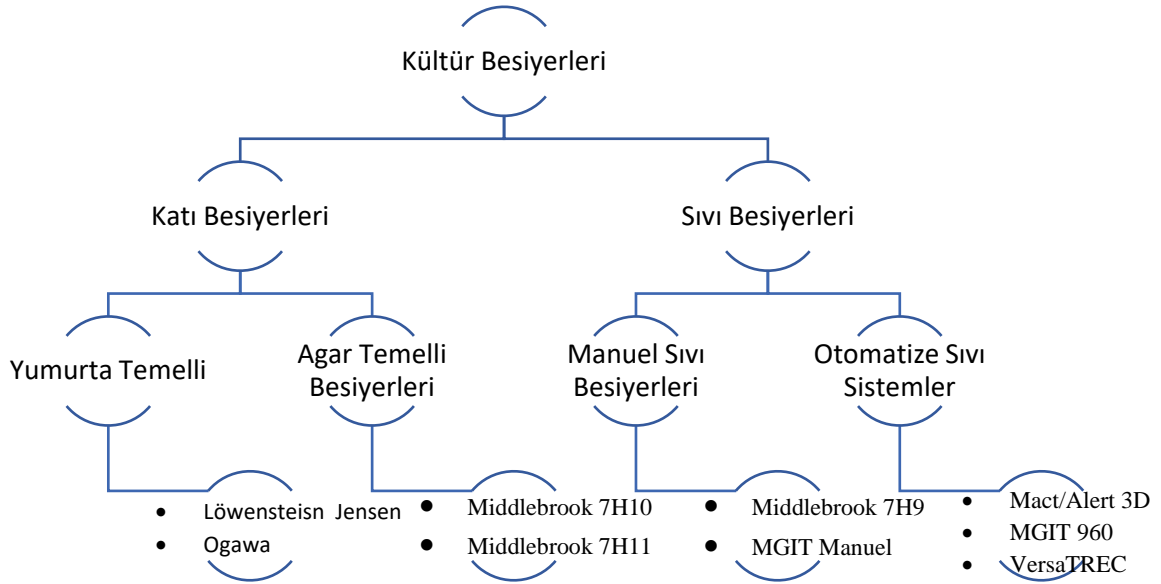 Kültür Besiyerleri
Katı Besiyerleri
Sıvı Besiyerleri
Yumurta Temelli
Agar Temelli
Besiyerleri
Manuel Sıvı
Besiyerleri
Otomatize Sıvı
Sistemler
• Löwensteisn Jensen
• Ogawa
• Middlebrook 7H10
• Middlebrook 7H11
• Middlebrook 7H9
• MGIT Manuel
• Mact/Alert 3D
• MGIT 960
• VersaTREC